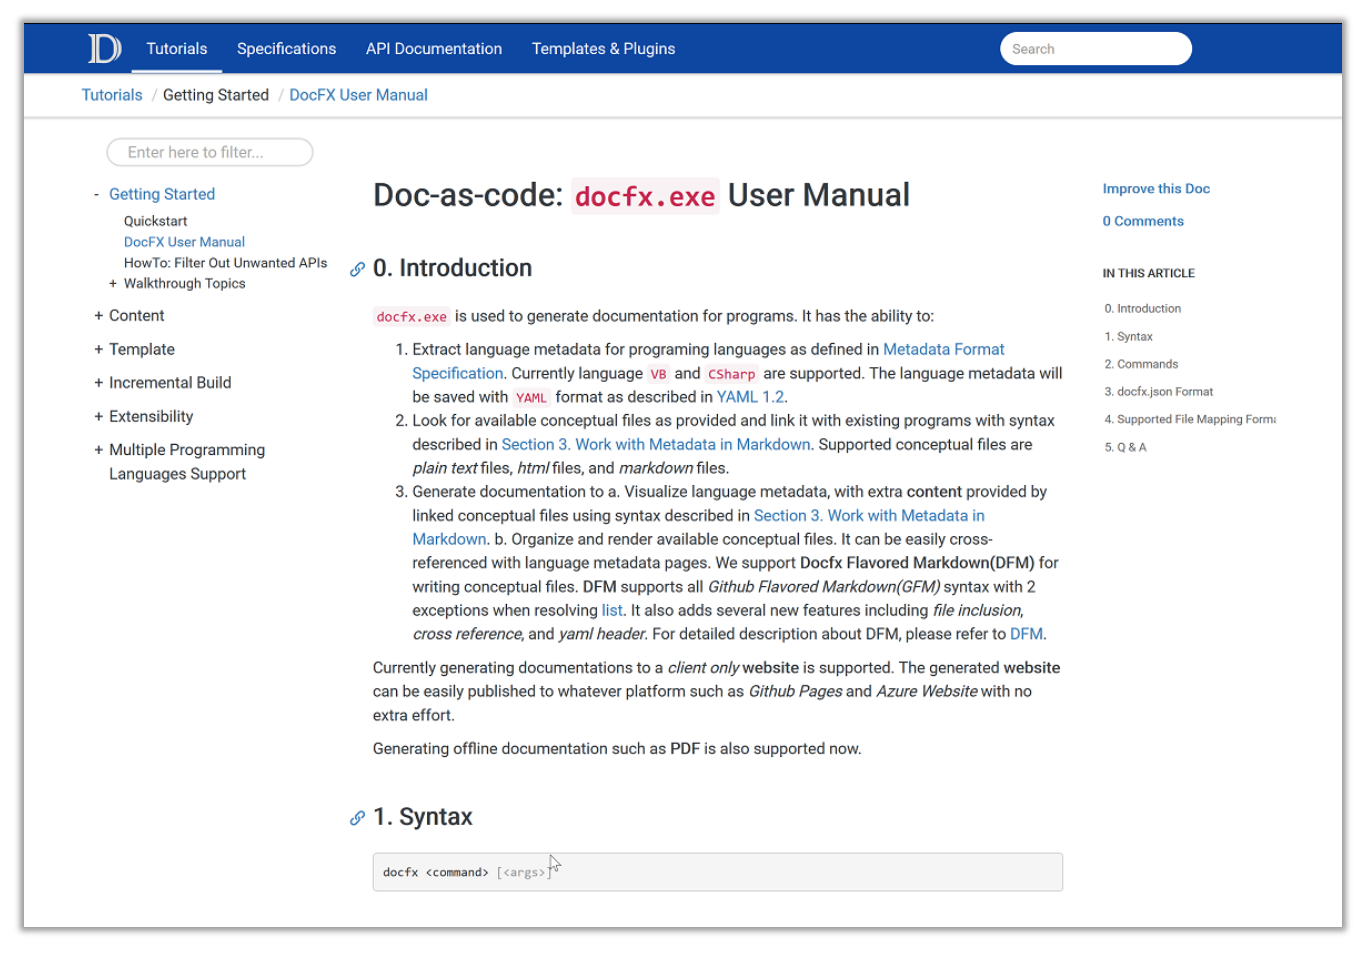 D Tutorials Specifications API Documentation Templates & Plugins Search
Tutorials / Getting Started / DocFX User Manual
Enter here to filter...
- Getting Started
Quickstart
DocFX User Manual
HowTo: Filter Out Unwanted APIs
+ Walkthrough Topics
+ Content
+ Template
+ Incremental Build
+ Extensibility
+ Multiple Programming
Languages Support
Doc-as-code: docfx.exe User Manual
0. Introduction
docfx.exe is used to generate documentation for programs. It has the ability to:
1. Extract language metadata for programing languages as defined in Metadata Format
Specification. Currently language VB and CSharp are supported. The language metadata will
be saved with YAML format as described in YAML 1.2.
2. Look for available conceptual files as provided and link it with existing programs with syntax
described in Section 3. Work with Metadata in Markdown. Supported conceptual files are
plain text files, html files, and markdown files.
3. Generate documentation to a. Visualize language metadata, with extra content provided by
linked conceptual files using syntax described in Section 3. Work with Metadata in
Markdown. b. Organize and render available conceptual files. It can be easily cross-
referenced with language metadata pages. We support Docfx Flavored Markdown(DFM) for
writing conceptual files. DFM supports all Github Flavored Markdown(GFM) syntax with 2
exceptions when resolving list. It also adds several new features including file inclusion,
cross reference, and yaml header. For detailed description about DFM, please refer to DFM.
Currently generating documentations to a client only website is supported. The generated website
can be easily published to whatever platform such as Github Pages and Azure Website with no
extra effort.
Generating offline documentation such as PDF is also supported now.
1. Syntax
docfx <command> [<args>]
Improve this Doc
0 Comments
IN THIS ARTICLE
0. Introduction
1. Syntax
2. Commands
3. docfx.json Format
4. Supported File Mapping Forma
5. Q & A